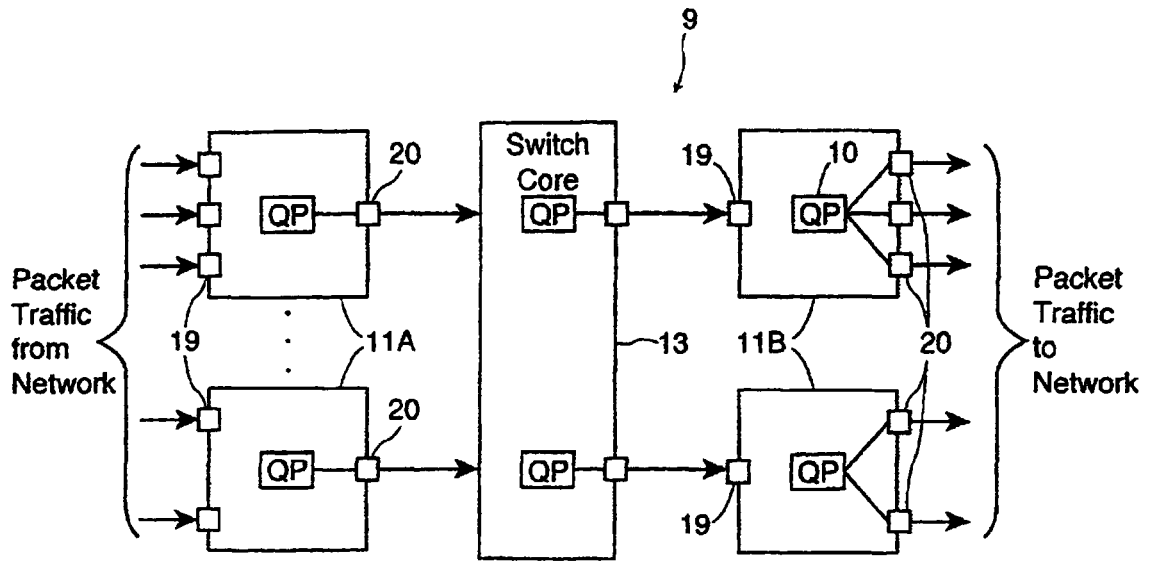 9
20
Switch
Core
19
10
QP
QP
QP
Packet
Traffic
from
Network
Packet
Traffic
to
Network
19
11A
13
11B
20
20
QP
QP
QP
19